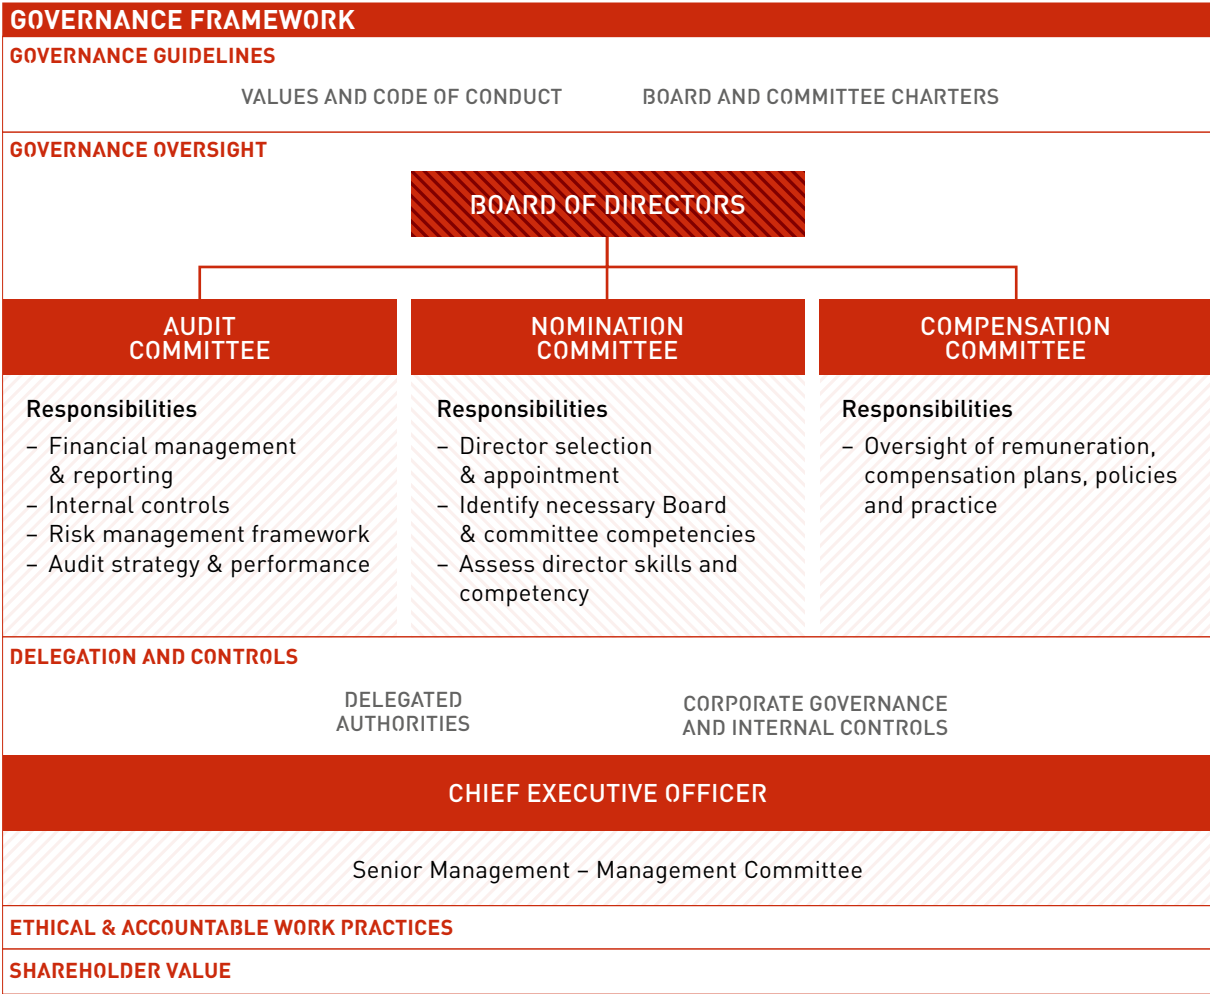 GOVERNANCE FRAMEWORK
GOVERNANCE GUIDELINES
VALUES AND CODE OF CONDUCT
BOARD AND COMMITTEE CHARTERS
GOVERNANCE OVERSIGHT
BOARD OF DIRECTORS
AUDIT
COMMITTEE
Responsibilities
– Financial management
& reporting
– Internal controls
– Risk management framework
– Audit strategy & performance
NOMINATION
COMMITTEE
Responsibilities
– Director selection
& appointment
– Identify necessary Board
& committee competencies
– Assess director skills and
competency
COMPENSATION
COMMITTEE
Responsibilities
– Oversight of remuneration,
compensation plans, policies
and practice
DELEGATION AND CONTROLS
DELEGATED
AUTHORITIES
CORPORATE GOVERNANCE
AND INTERNAL CONTROLS
CHIEF EXECUTIVE OFFICER
Senior Management – Management Committee
ETHICAL & ACCOUNTABLE WORK PRACTICES
SHAREHOLDER VALUE